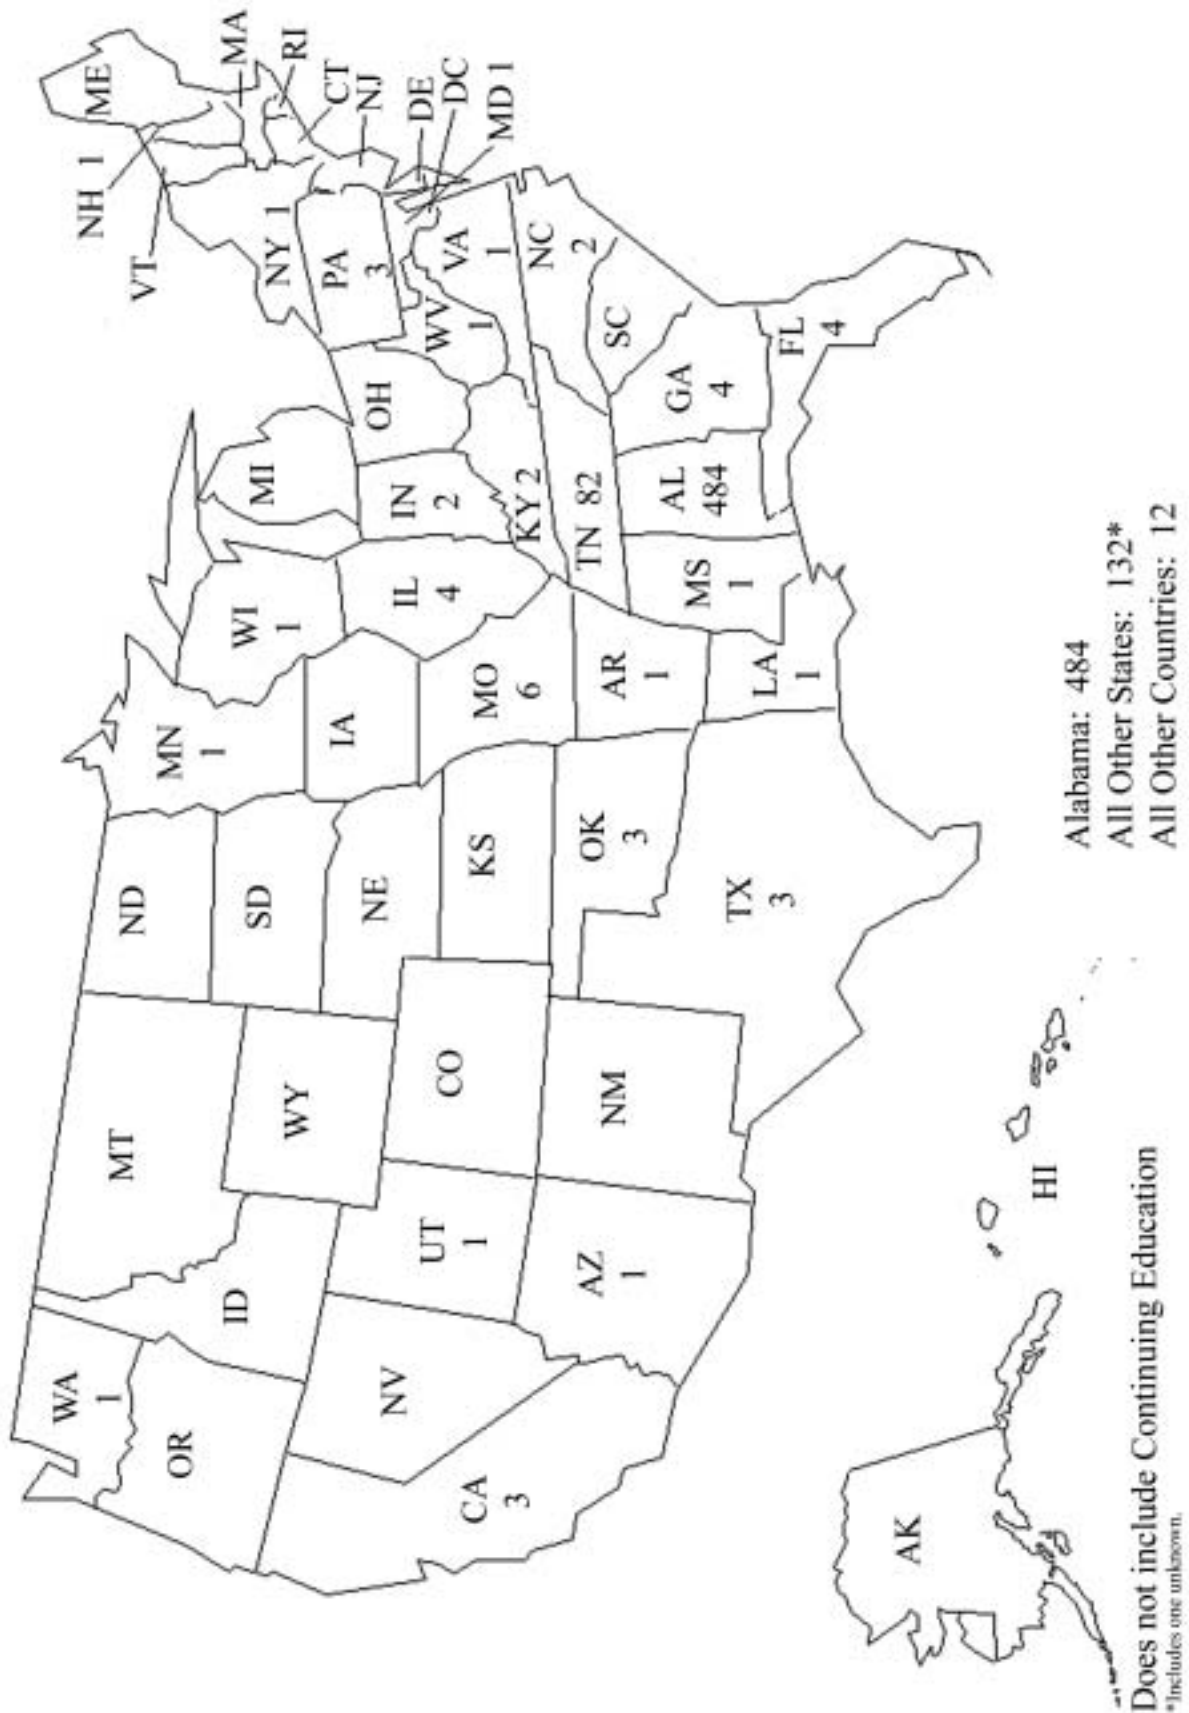 WA
1
OR
CA
3
NV
ID
MT
WY
UT
1
AZ
1
CO
NM
ND
SD
NE
KS
OK
3
TX
3
MN
1
IA
MO
6
AR
1
LA
1
WI
1
IL
4
MS
1
MI
IN
2
KY 2
TN 82
AL
484
OH
GA
4
FL
4
SC
NC
2
WV
1
VA
1
PA
3
NY 1
VT
NH 1
ME
MA
RI
CT
NJ
DE
DC
MD 1
AK
HI
Alabama: 484
All Other States: 132*
All Other Countries: 12
Does not include Continuing Education
*Includes one unknown.